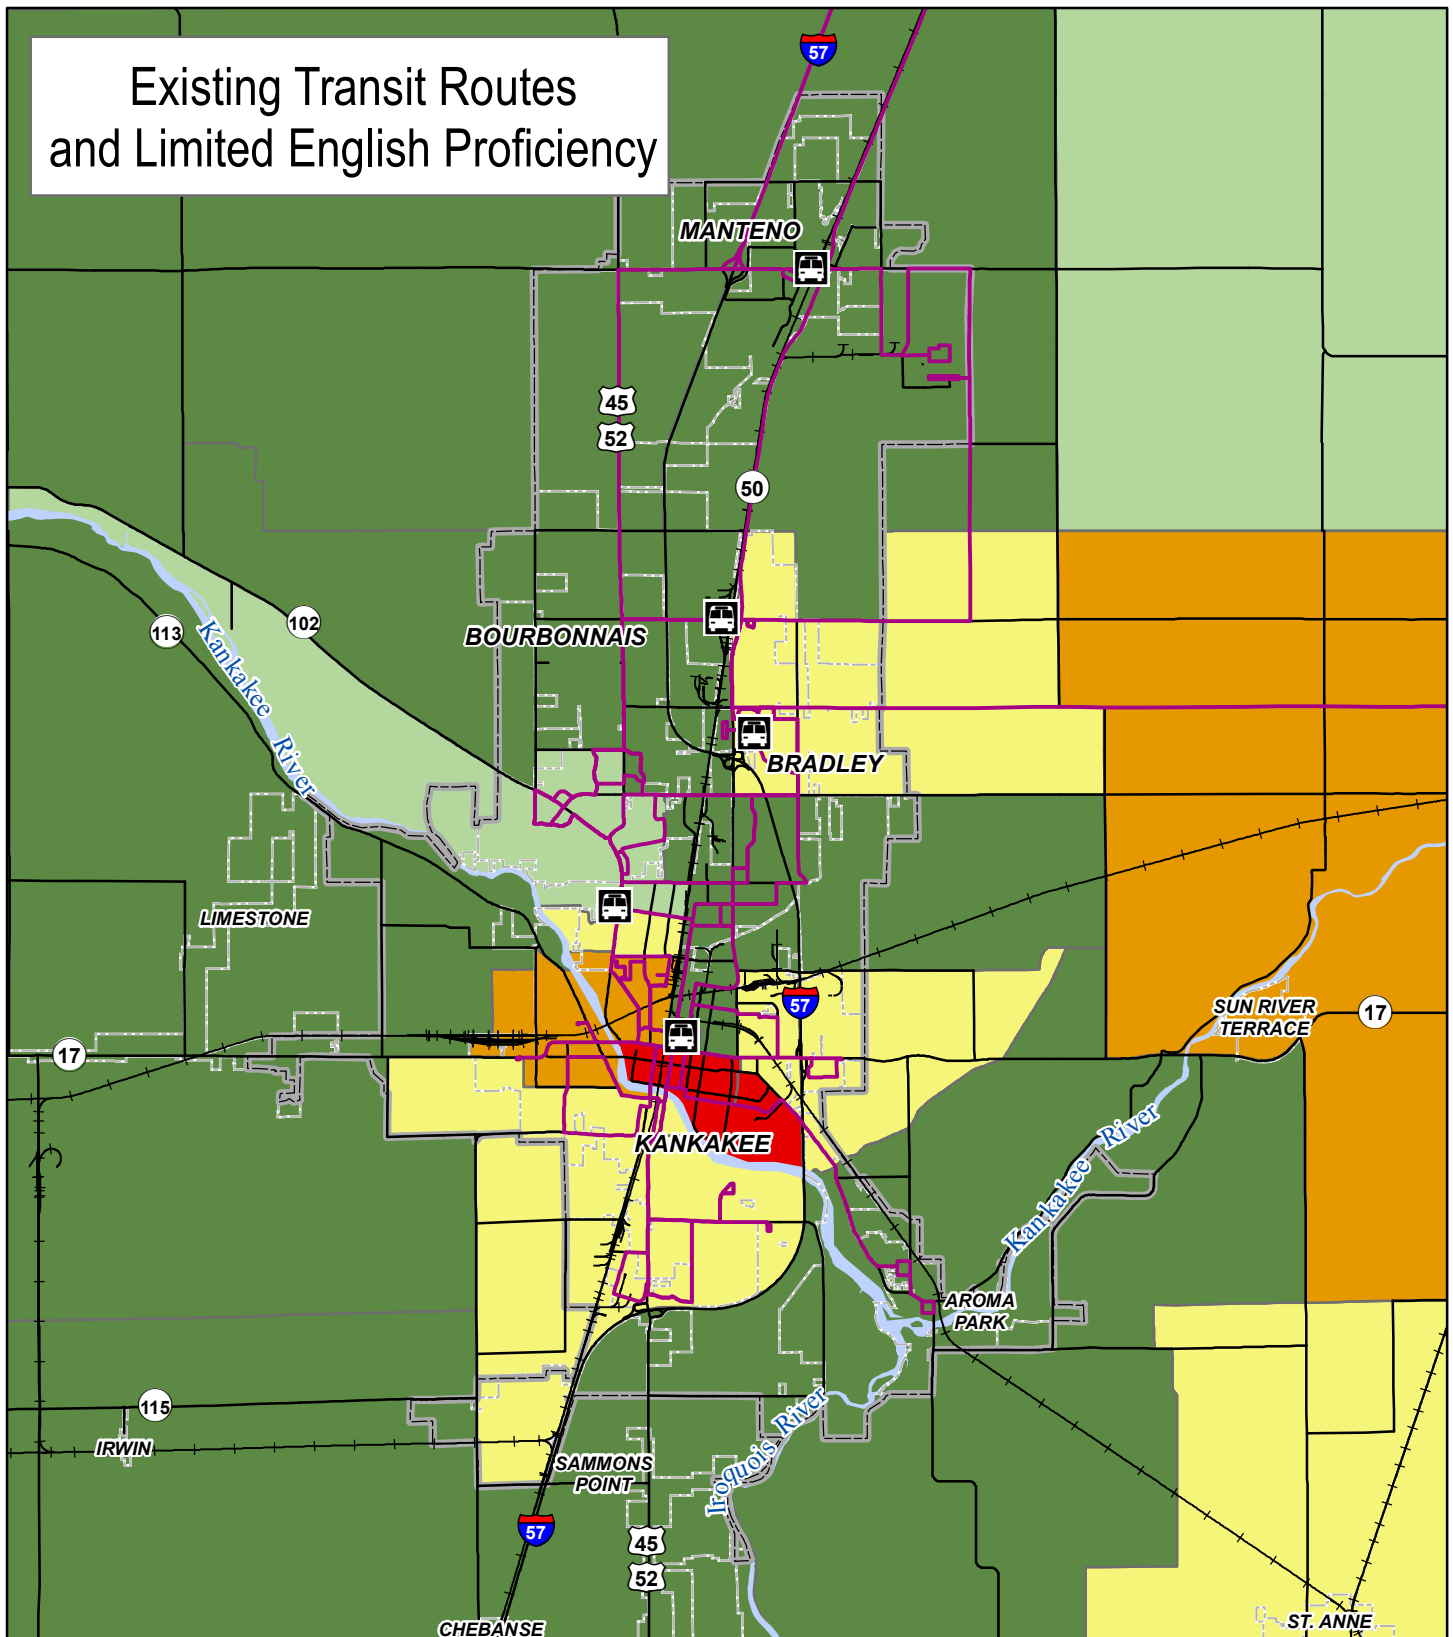 Existing Transit Routes
and Limited English Proficiency
57
MANTENO
45
52
50
102
113
BOURBONNAIS
Kankakee
River
BRADLEY
LIMESTONE
57
SUN RIVER
TERRACE
17
17
KANKAKEE
Kankakee River
AROMA
PARK
115
IRWIN
Iroquois River
SAMMONS
POINT
57
45
52
CHEBANSE
ST. ANNE